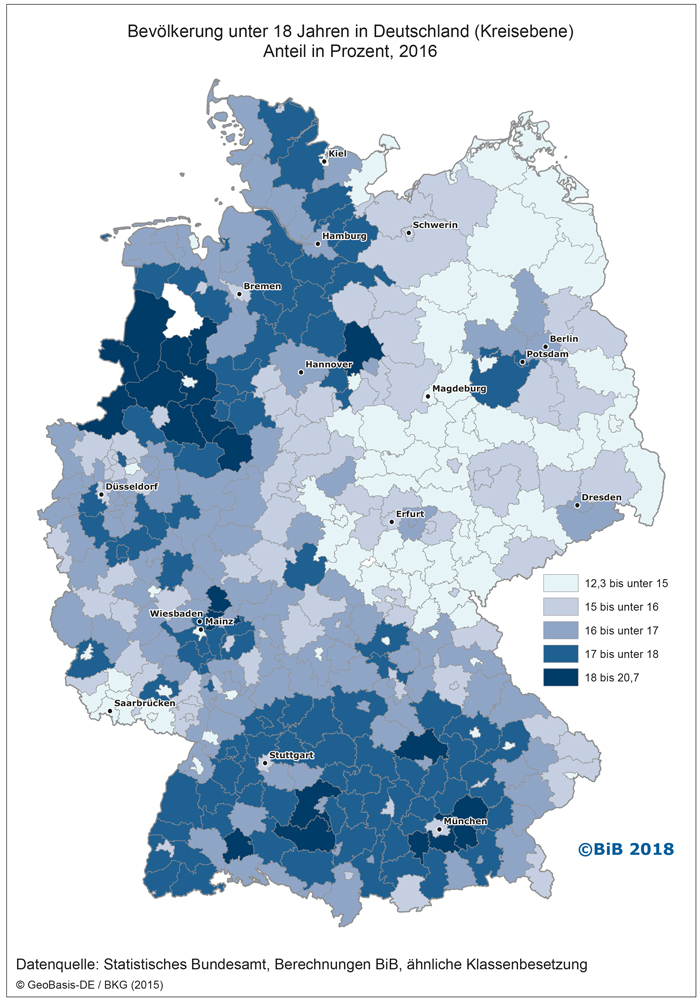 Bevölkerung unter 18 Jahren in Deutschland (Kreisebene)
Anteil in Prozent, 2016
Kiel
Schwerin
Hamburg
Bremen
Berlin
Potsdam
Hannover
Magdeburg
Düsseldorf
Dresden
Erfurt
12,3 bis unter 15
15 bis unter 16
16 bis unter 17
17 bis unter 18
18 bis 20,7
Wiesbaden
Mainz
Saarbrücken
Stuttgart
München
©BiB 2018
Datenquelle: Statistisches Bundesamt, Berechnungen BiB, ähnliche Klassenbesetzung
© GeoBasis-DE / BKG (2015)